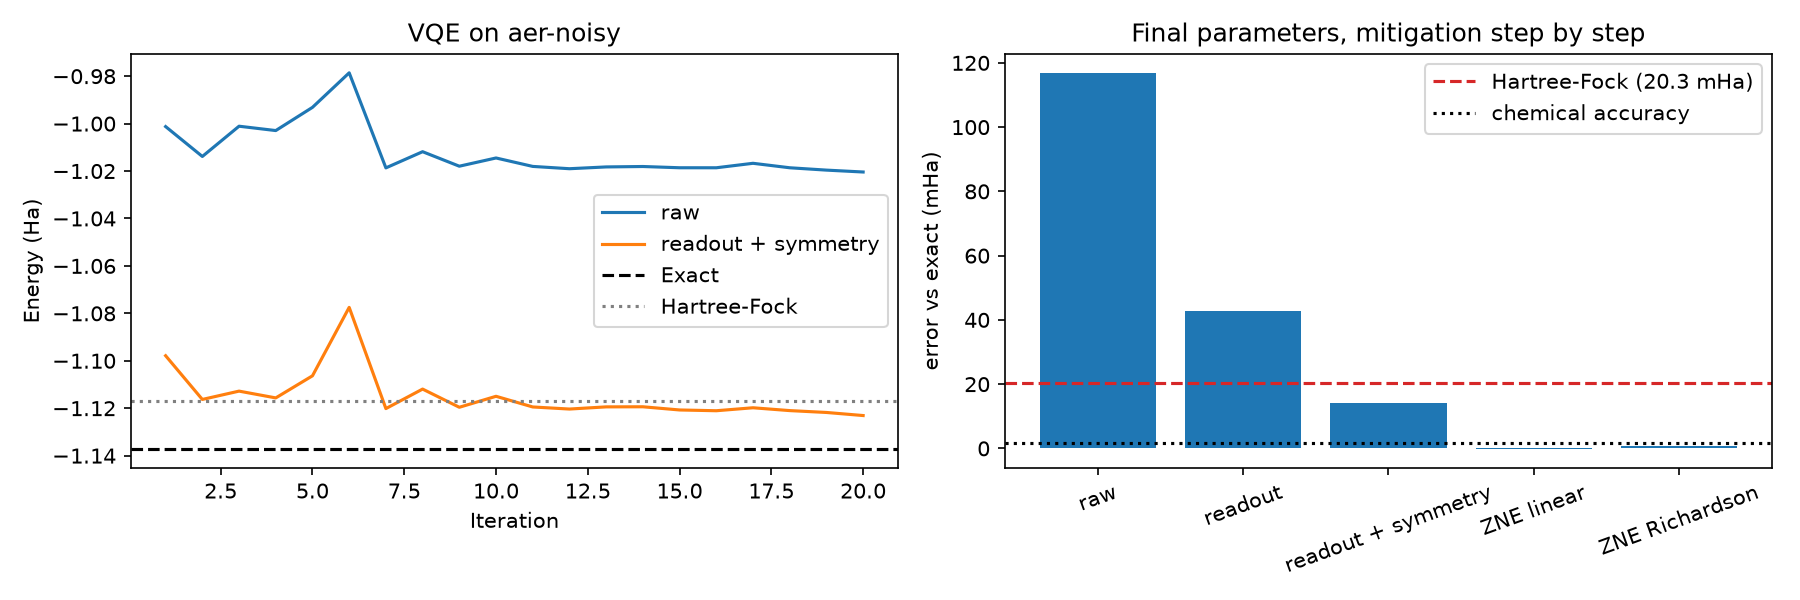 VQE on aer-noisy
Energy (Ha)
−0.98
−1.00
−1.02
−1.04
−1.06
−1.08
−1.10
−1.12
−1.14
raw
readout + symmetry
Exact
Hartree-Fock
2.5 5.0 7.5 10.0 12.5 15.0 17.5 20.0
Iteration
Final parameters, mitigation step by step
error vs exact (mHa)
120
100
80
60
40
20
0
Hartree-Fock (20.3 mHa)
chemical accuracy
raw
readout
readout + symmetry
ZNE linear
ZNE Richardson